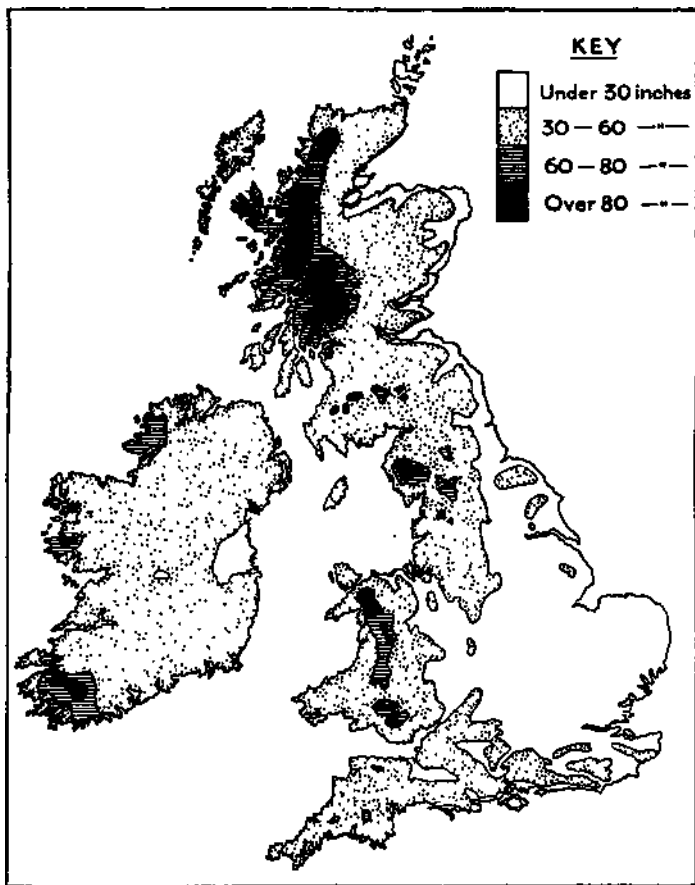 KEY
Under 30 inches
30 – 60 —"—
60 – 80 —"—
Over 80 —"—